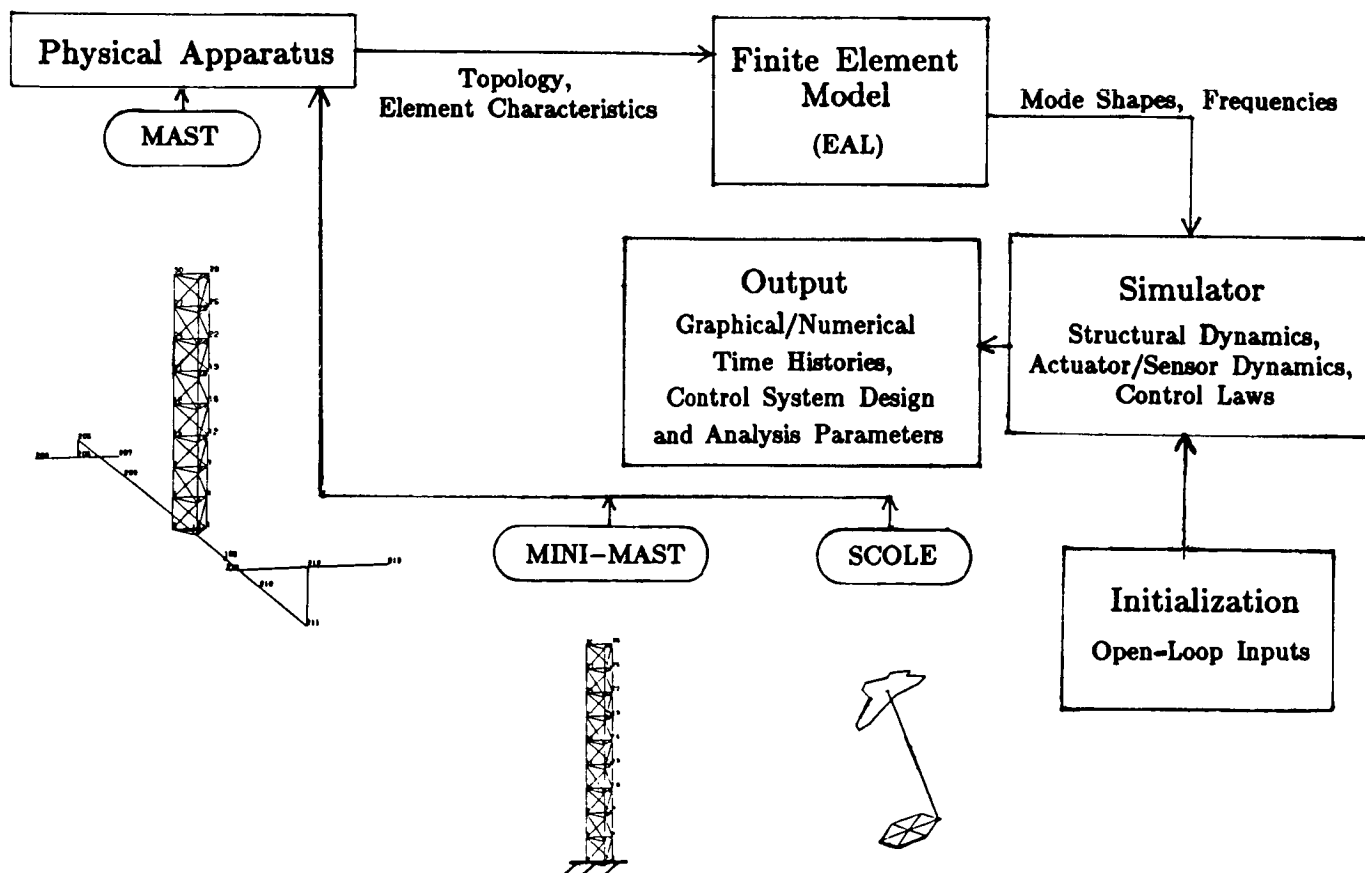 Physical Apparatus
Topology,
Element Characteristics
MAST
Finite Element
Model
(EAL)
Mode Shapes, Frequencies
Output
Graphical/Numerical
Time Histories,
Control System Design
and Analysis Parameters
Simulator
Structural Dynamics,
Actuator/Sensor Dynamics,
Control Laws
MINI-MAST
SCOLE
Initialization
Open-Loop Inputs